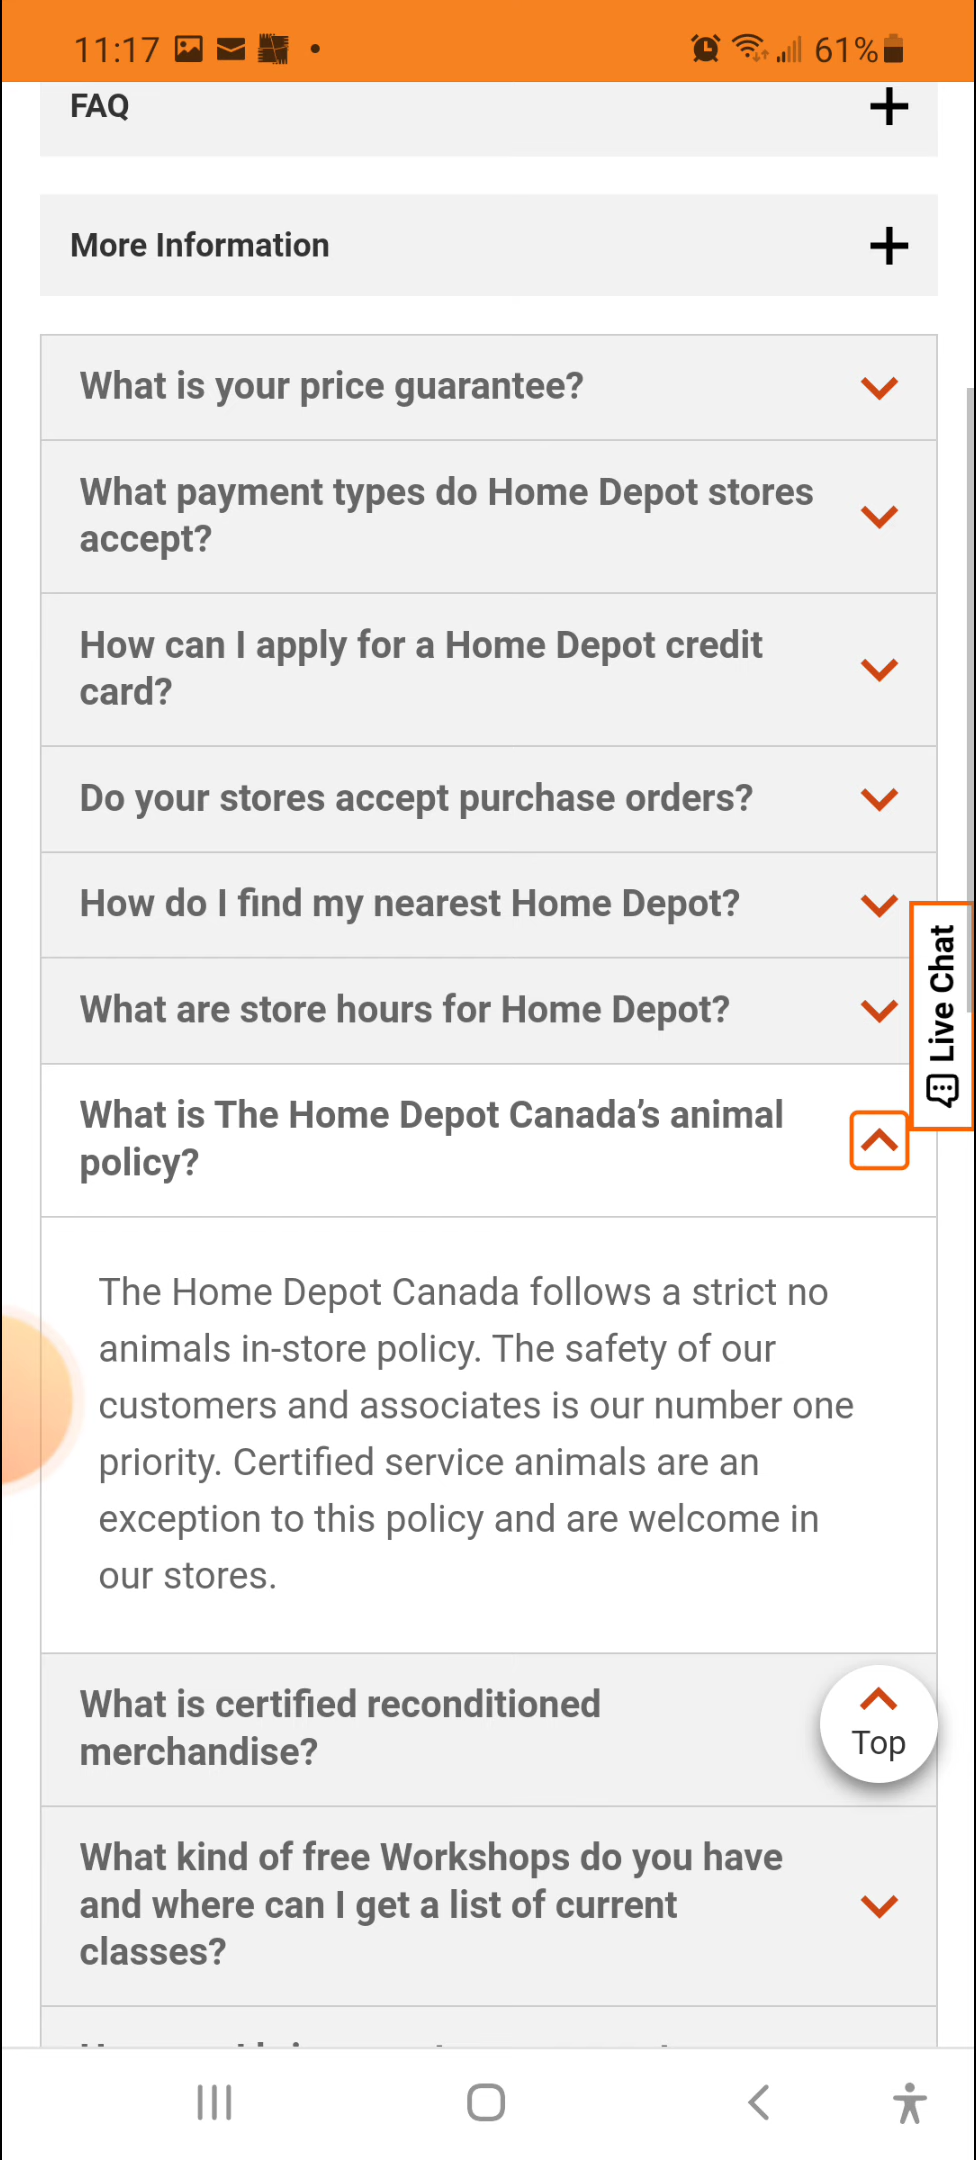 11:17
61%
FAQ
More Information
What is your price guarantee?
What payment types do Home Depot stores
accept?
How can I apply for a Home Depot credit
card?
Do your stores accept purchase orders?
How do I find my nearest Home Depot?
What are store hours for Home Depot?
Live Chat
What is The Home Depot Canada’s animal
policy?
The Home Depot Canada follows a strict no
animals in-store policy. The safety of our
customers and associates is our number one
priority. Certified service animals are an
exception to this policy and are welcome in
our stores.
What is certified reconditioned
merchandise?
Top
What kind of free Workshops do you have
and where can I get a list of current
classes?